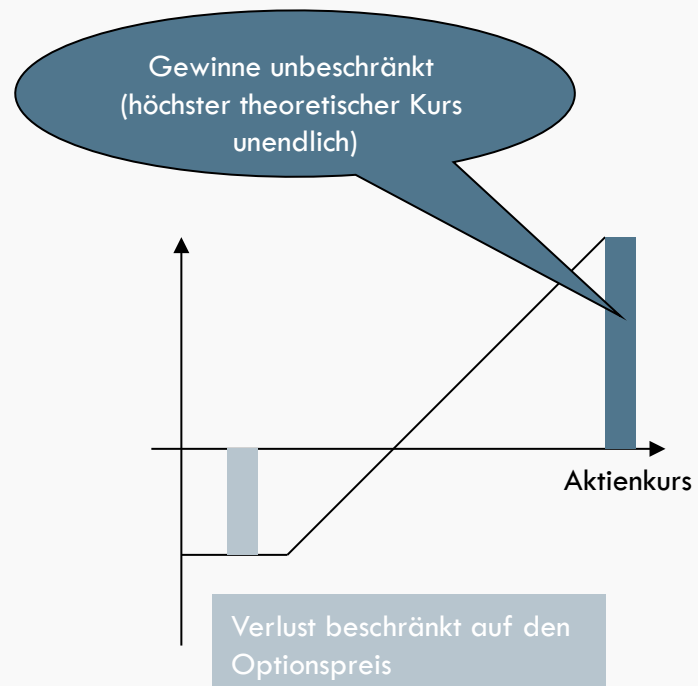 Gewinne unbeschränkt
(höchster theoretischer Kurs
unendlich)
Aktienkurs
Verlust beschränkt auf den
Optionspreis